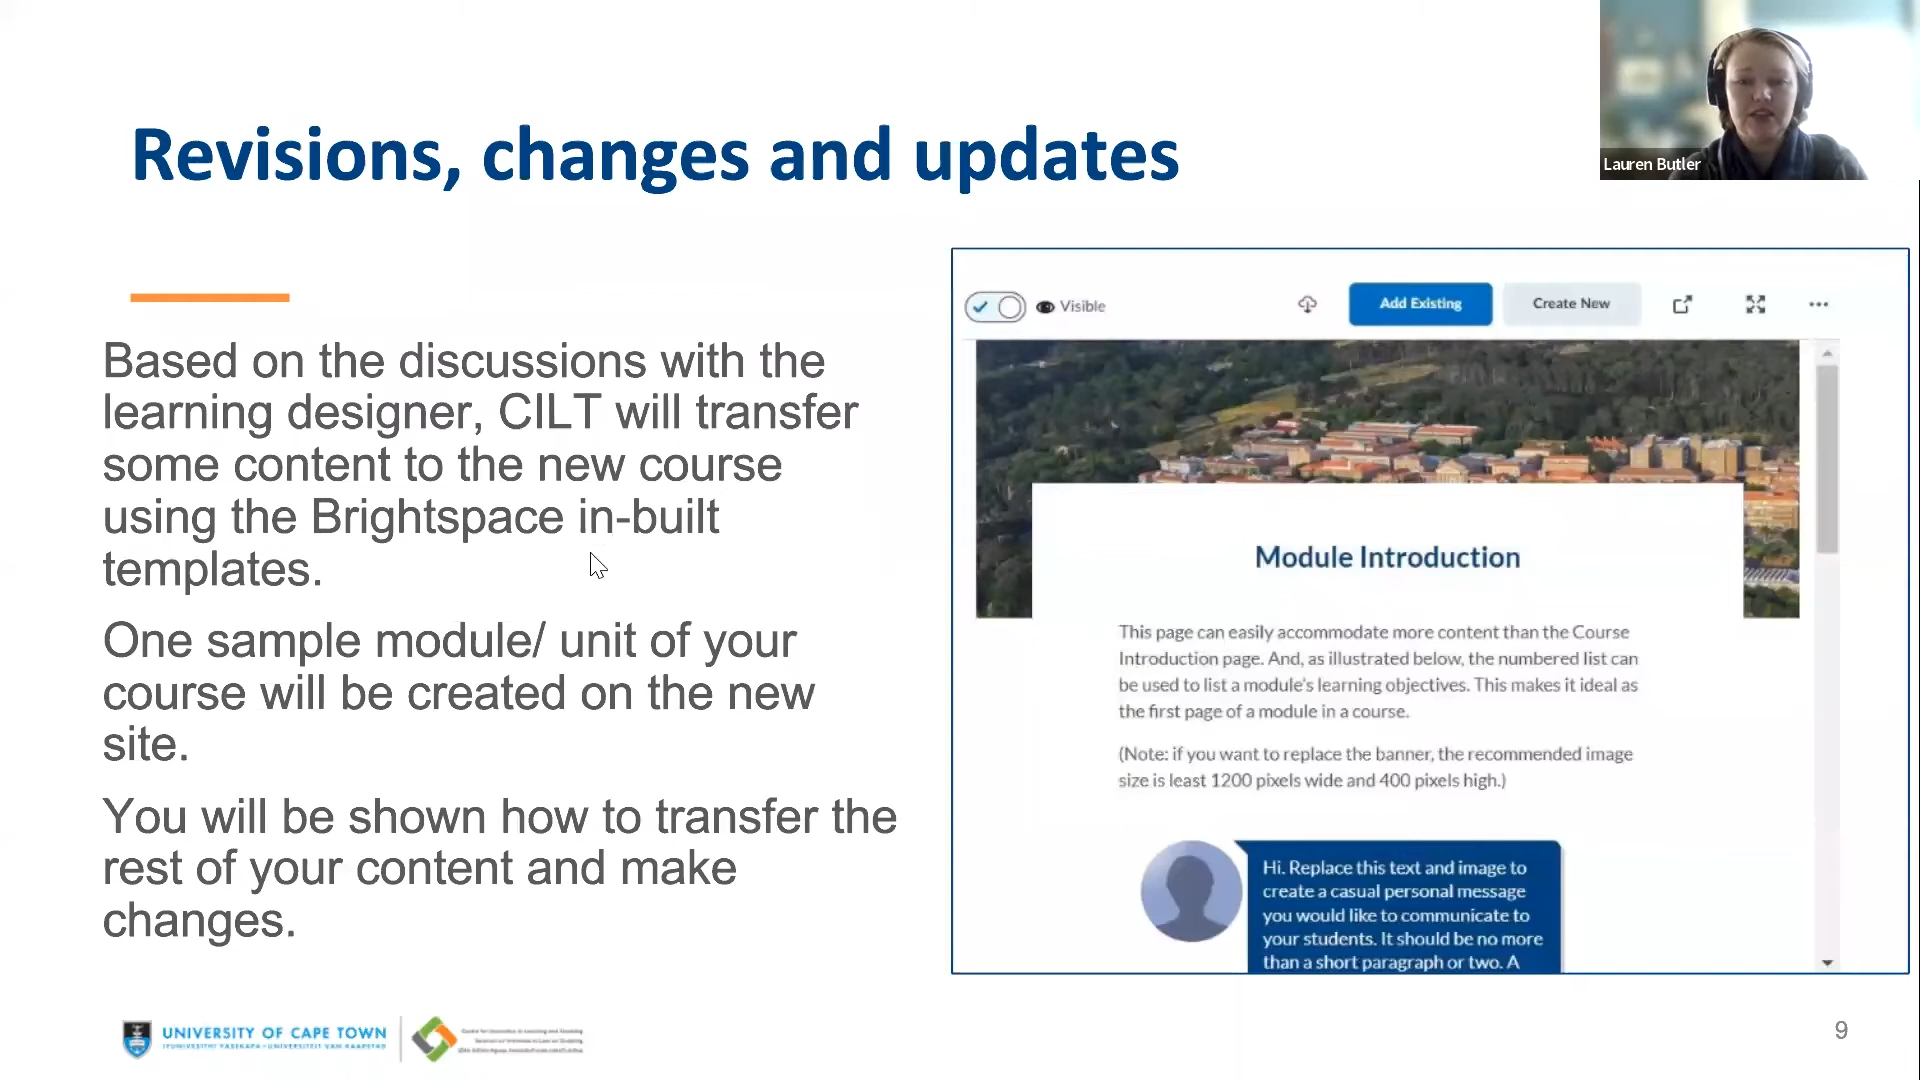 Revisions, changes and updates
Lauren Butler
Based on the discussions with the
learning designer, CILT will transfer
some content to the new course
using the Brightspace in-built
templates.
One sample module/ unit of your
course will be created on the new
site.
You will be shown how to transfer the
rest of your content and make
changes.
Visible
Add Existing
Create New
Module Introduction
This page can easily accommodate more content than the Course
Introduction page. And, as illustrated below, the numbered list can
be used to list a module's learning objectives. This makes it ideal as
the first page of a module in a course.
(Note: if you want to replace the banner, the recommended image
size is least 1200 pixels wide and 400 pixels high.)
Hi. Replace this text and image to
create a casual personal message
you would like to communicate to
your students. It should be no more
than a short paragraph or two. A
UNIVERSITY OF CAPE TOWN
9